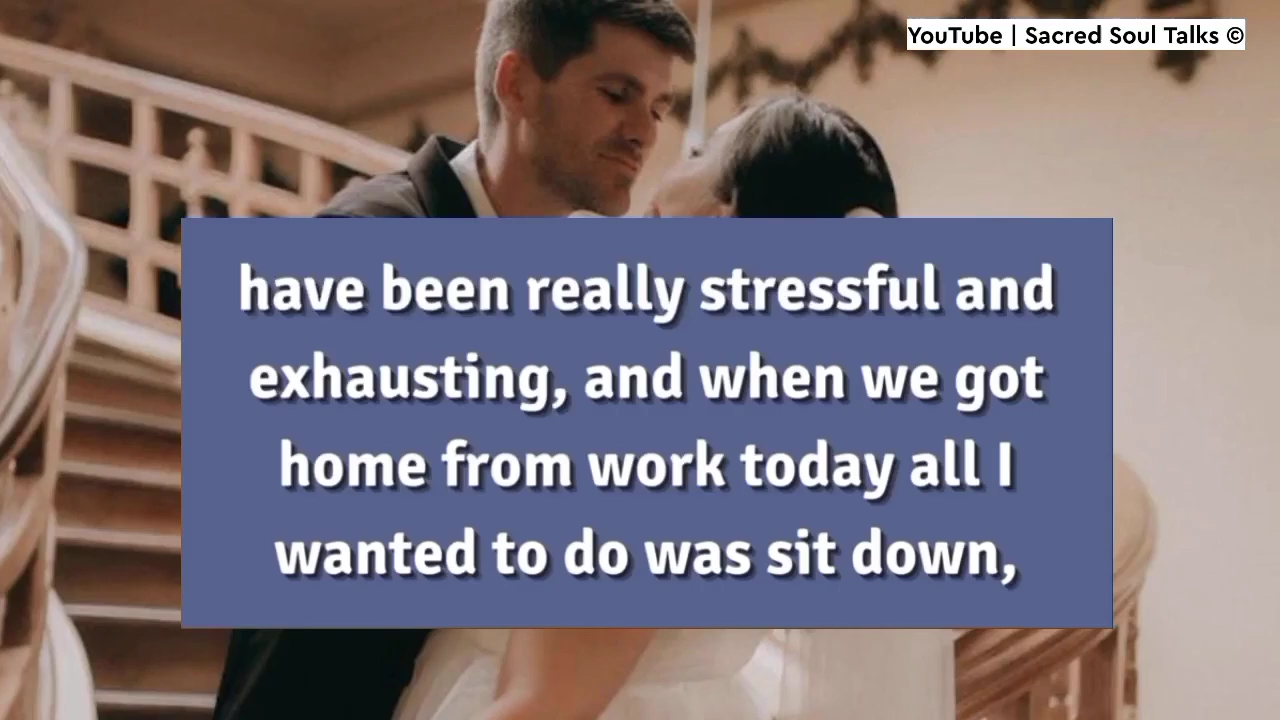 YouTube | Sacred Soul Talks ©
have been really stressful and
exhausting, and when we got
home from work today all I
wanted to do was sit down,